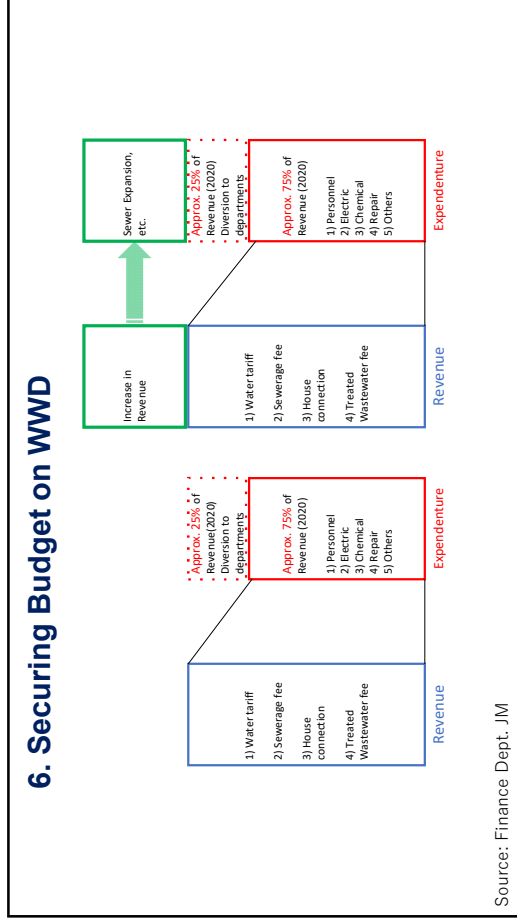 6. Securing Budget on WWD
1) Water tariff
2) Sewerage fee
3) House
connection
4) Treated
Wastewater fee
Revenue
Approx. 25% of
Revenue(2020)
Diversion to
departments
Approx. 75% of
Revenue (2020)
1) Personnel
2) Electric
3) Chemical
4) Repair
5) Others
Expendenture
Increase in
Revenue
1) Water tariff
2) Sewerage fee
3) House
connection
4) Treated
Wastewater fee
Revenue
Sewer Expansion,
etc.
Approx. 25% of
Revenue (2020)
Diversion to
departments
Approx. 75% of
Revenue (2020)
1) Personnel
2) Electric
3) Chemical
4) Repair
5) Others
Expendenture
Source: Finance Dept. JM